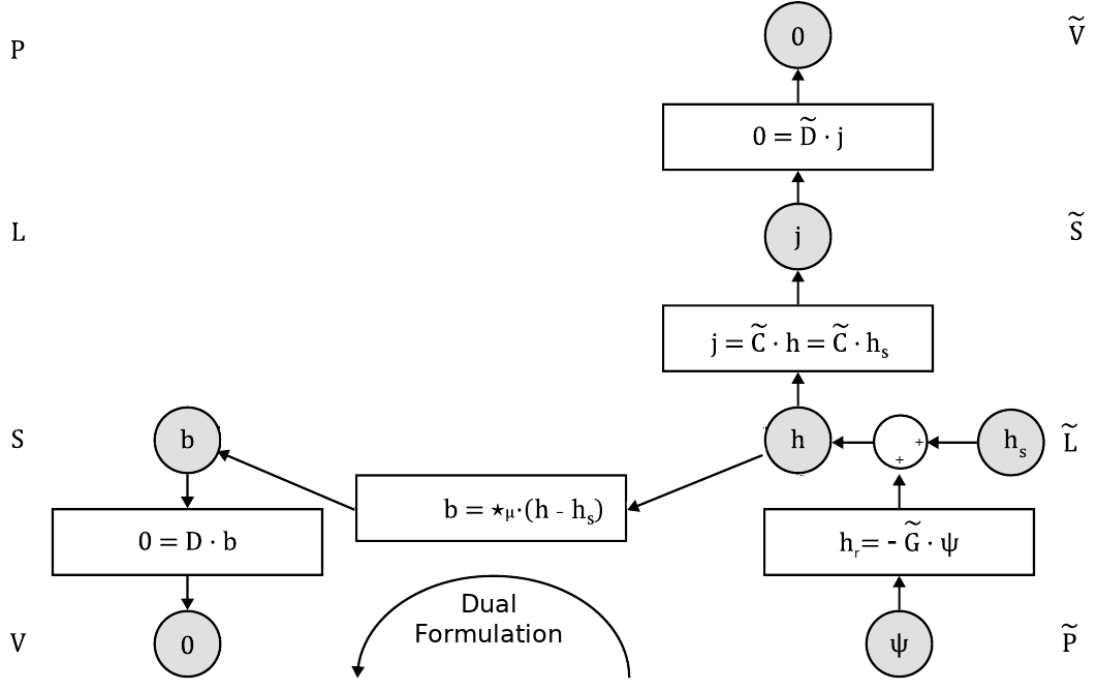 P
0
Ṽ
0 = D̃ · j
L
j
S̃
j = C̃ · h = C̃ · hₛ
S
b
h
+
+
hₛ
L̃
b = ⋆μ·(h - hₛ)
0 = D · b
hᵣ= - G̃ · ψ
Dual
Formulation
V
0
ψ
P̃